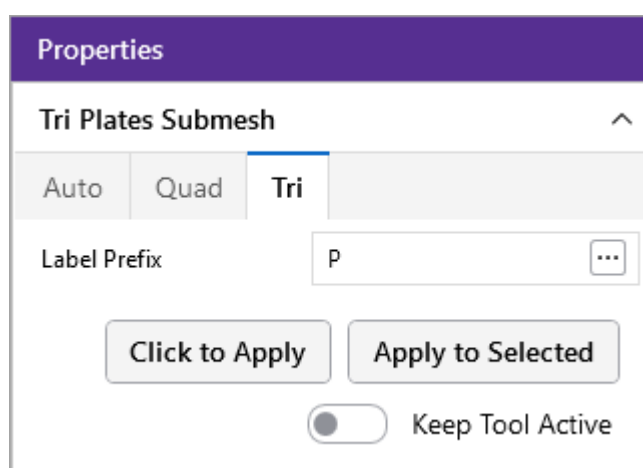 Properties
Tri Plates Submesh
Auto Quad Tri
Label Prefix P ...
Click to Apply Apply to Selected
Keep Tool Active